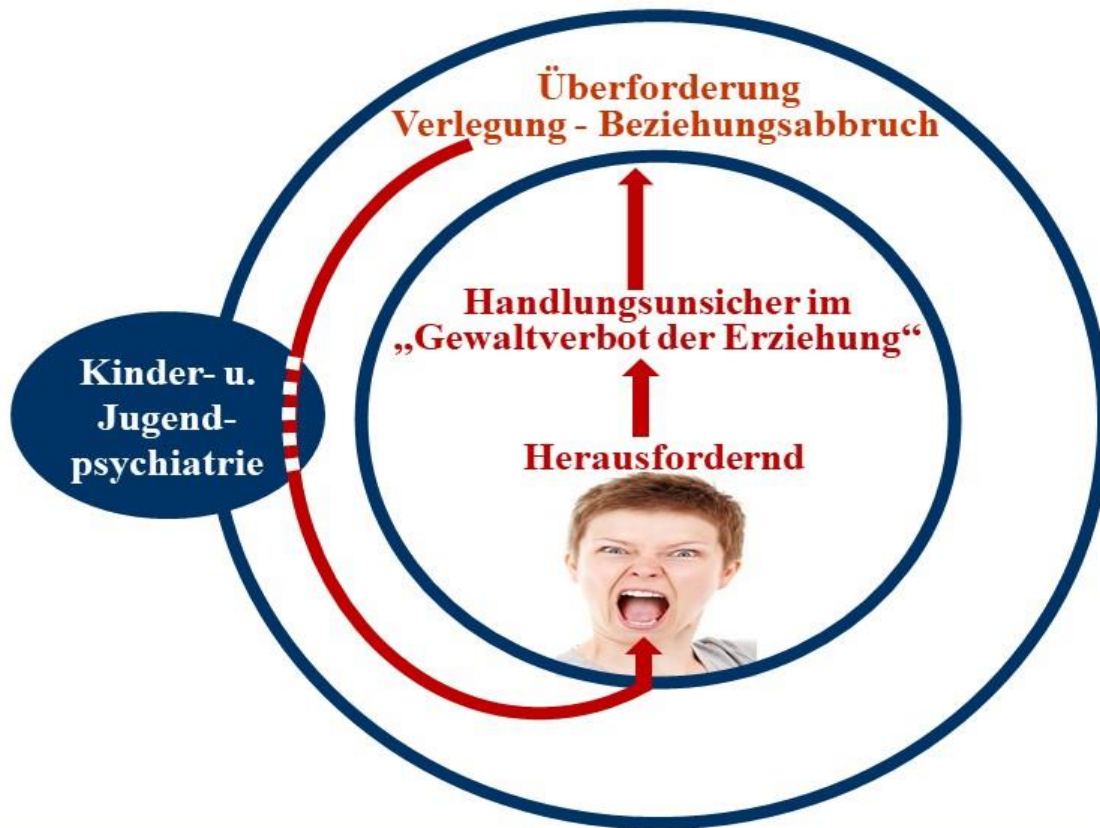 Überforderung
Verlegung - Beziehungsabbruch
Handlungsunsicher im
„Gewaltverbot der Erziehung“
Herausfordernd
Kinder- u.
Jugend-
psychiatrie